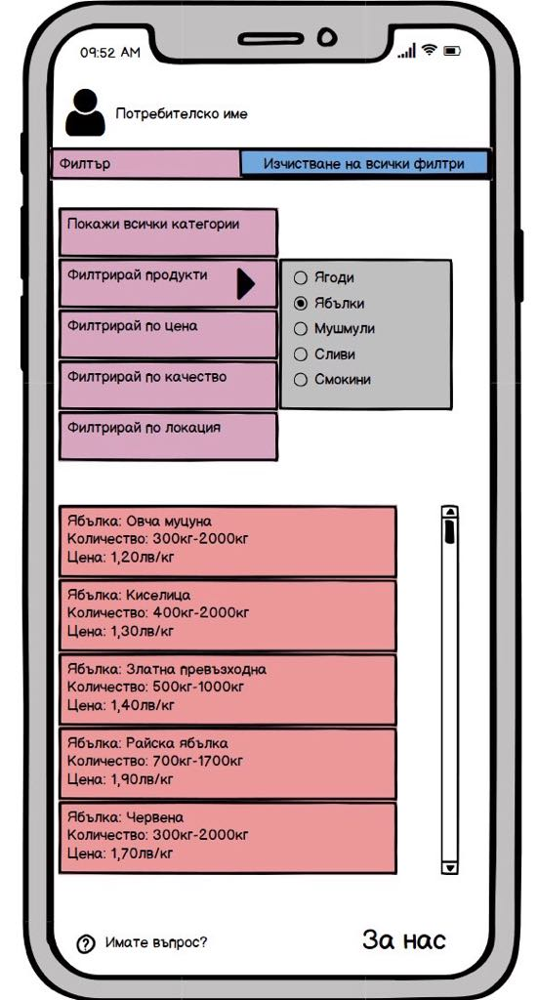 09:52 AM
Потребителско име
Филтър
Изчистване на всички филтри
Покажи всички категории
Филтрирай продукти
Ягоди
Ябълки
Мушмули
Сливи
Смокини
Филтрирай по цена
Филтрирай по качество
Филтрирай по локация
Ябълка: Овча муцуна
Количество: 300кг-2000кг
Цена: 1,20лв/кг
Ябълка: Киселица
Количество: 400кг-2000кг
Цена: 1,30лв/кг
Ябълка: Златна превъзходна
Количество: 500кг-1000кг
Цена: 1,40лв/кг
Ябълка: Райска ябълка
Количество: 700кг-1700кг
Цена: 1,90лв/кг
Ябълка: Червена
Количество: 300кг-2000кг
Цена: 1,70лв/кг
? Имате въпрос?
За нас